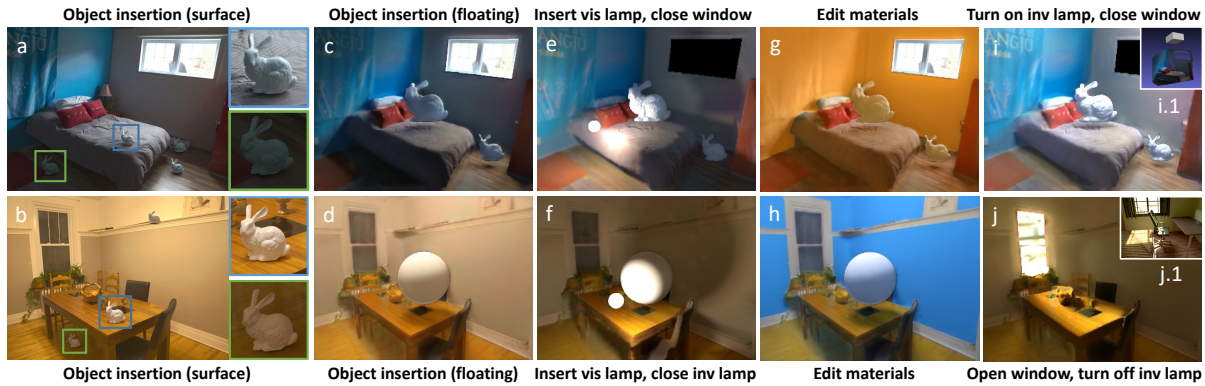 Object insertion (surface)
Object insertion (floating)
Insert vis lamp, close window
Edit materials
Turn on inv lamp, close window
a
c
e
g
i
i.1
b
d
f
h
j
j.1
Object insertion (surface)
Object insertion (floating)
Insert vis lamp, close inv lamp
Edit materials
Open window, turn off inv lamp